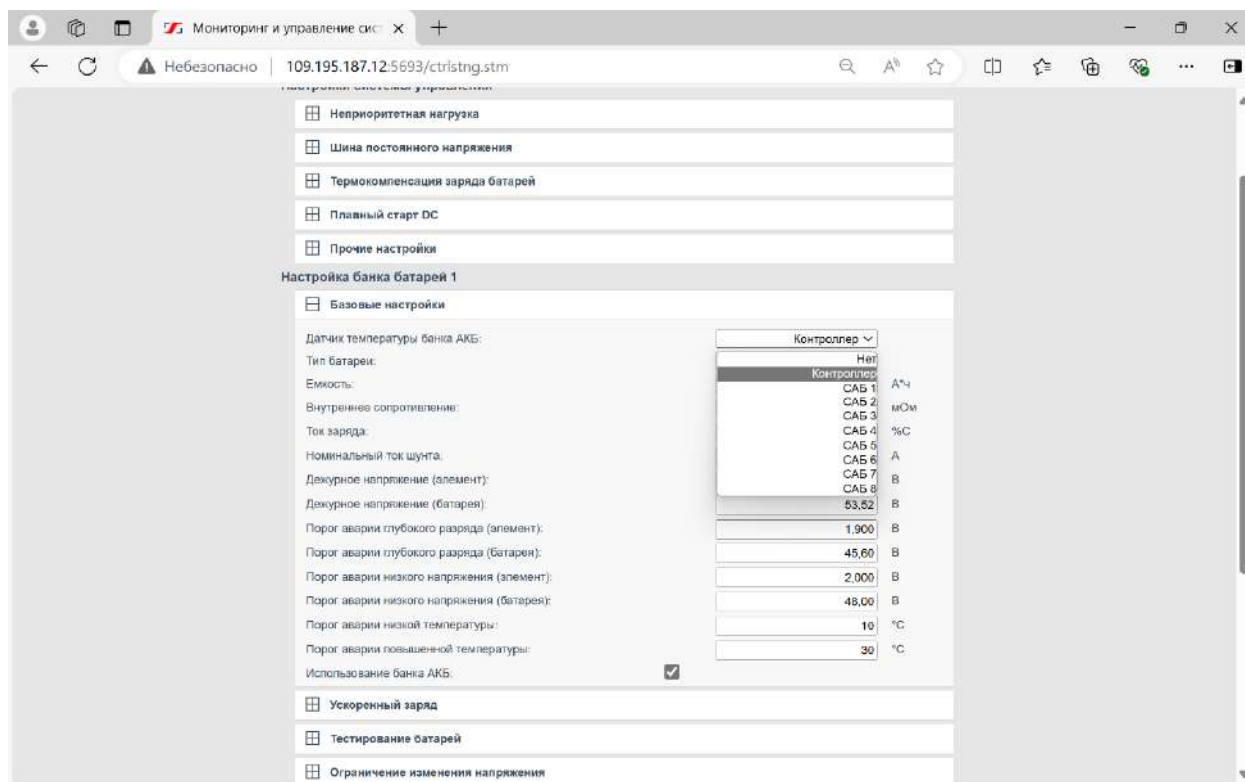 Мониторинг и управление сис
Небезопасно 109.195.187.12:5693/ctrlstng.stm
Настройки системы управления
Неприоритетная нагрузка
Шина постоянного напряжения
Термокомпенсация заряда батарей
Плавный старт DC
Прочие настройки
Настройка банка батарей 1
Базовые настройки
Датчик температуры банка АКБ: Контроллер
Тип батареи: Нет
Контроллер
Емкость: САБ 1 А*ч
САБ 2
Внутреннее сопротивление: САБ 3 мОм
Ток заряда: САБ 4 %С
САБ 5
Номинальный ток шунта: САБ 6 А
Дежурное напряжение (элемент): САБ 7 В
САБ 8
Дежурное напряжение (батарея): 53,52 В
Порог аварии глубокого разряда (элемент): 1,900 В
Порог аварии глубокого разряда (батарея): 45,60 В
Порог аварии низкого напряжения (элемент): 2,000 В
Порог аварии низкого напряжения (батарея): 48,00 В
Порог аварии низкой температуры: 10 °C
Порог аварии повышенной температуры: 30 °C
Использование банка АКБ:
Ускоренный заряд
Тестирование батарей
Ограничение изменения напряжения